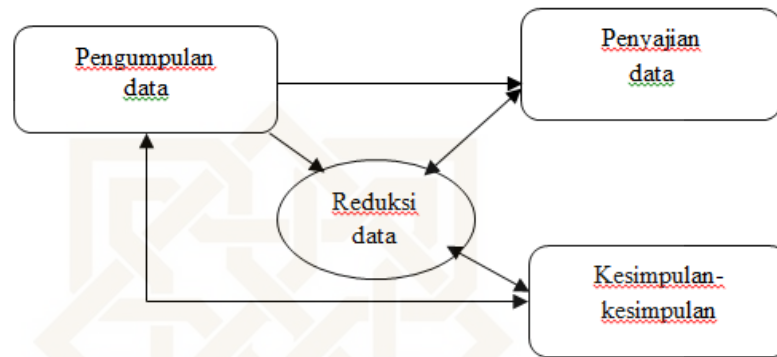 Pengumpulan
data
Penyajian
data
Reduksi
data
Kesimpulan-
kesimpulan